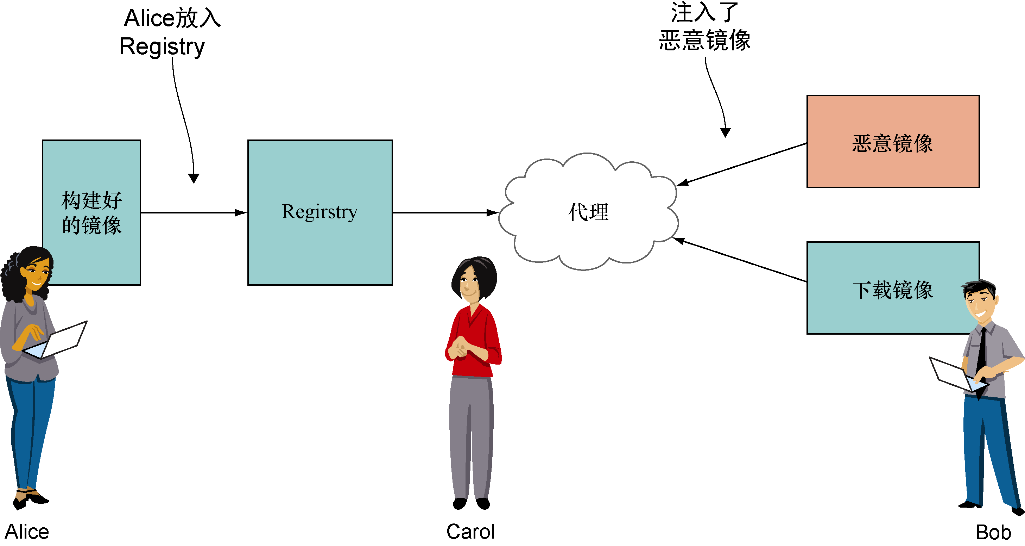 Alice放入
Registry
注入了
恶意镜像
构建好
的镜像
Regirstry
代理
恶意镜像
下载镜像
Alice
Carol
Bob